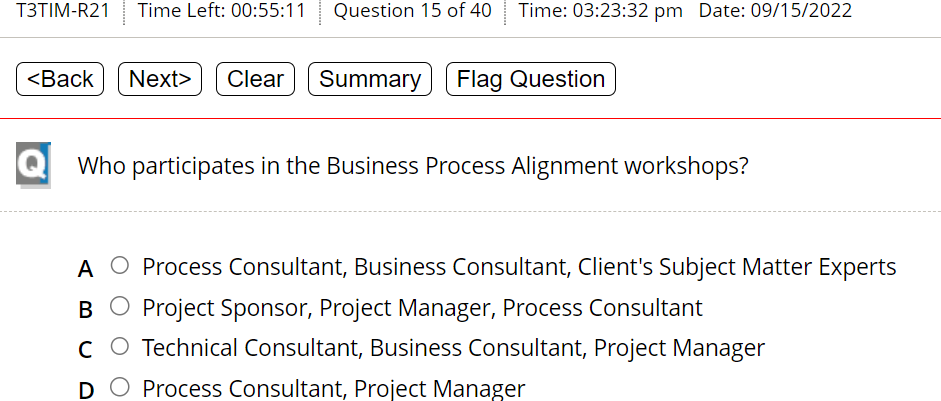 T3TIM-R21 Time Left: 00:55:11 Question 15 of 40 Time: 03:23:32 pm Date: 09/15/2022
<Back Next> Clear Summary Flag Question
Q Who participates in the Business Process Alignment workshops?
A Process Consultant, Business Consultant, Client's Subject Matter Experts
B Project Sponsor, Project Manager, Process Consultant
C Technical Consultant, Business Consultant, Project Manager
D Process Consultant, Project Manager